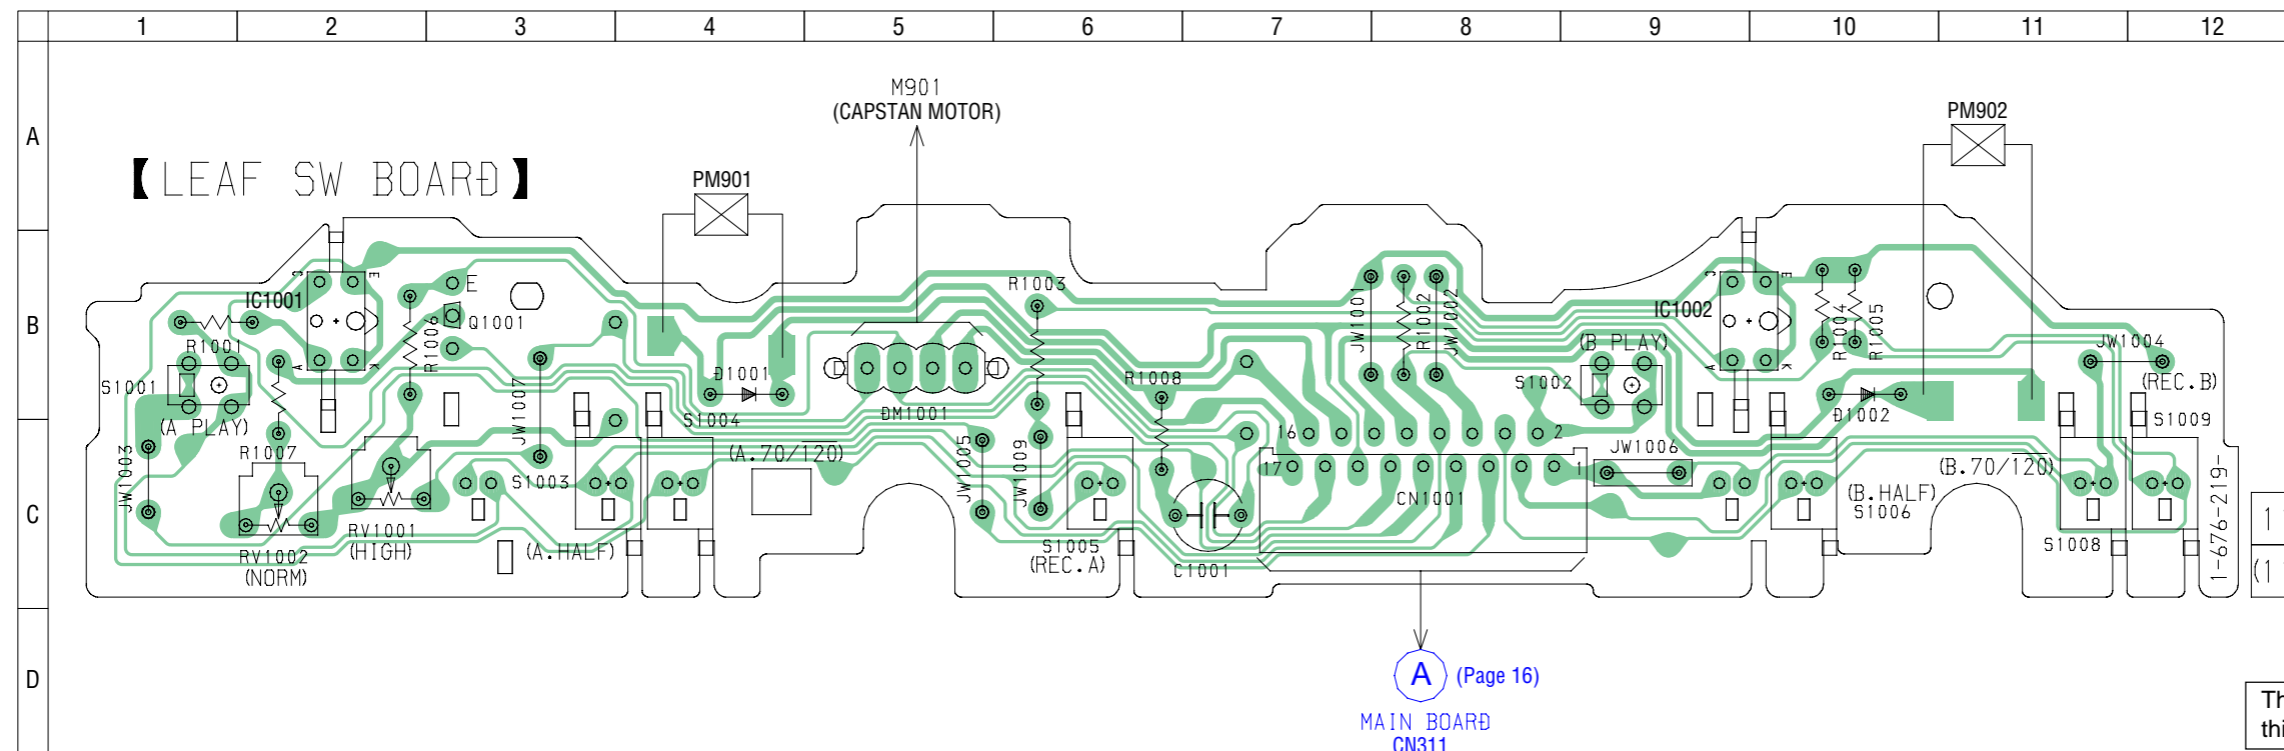 1 2 3 4 5 6 7 8 9 10 11 12
A
B
C
D
M901
(CAPSTAN MOTOR)
PM902
【LEAF SW BOARD】
PM901
C E
IC1001
E
Q1001
R1006
R1001
S1001
A K
(A PLAY)
R1007
JW1003
JW1007
D1001
S1004
DM1001
R1003
R1008
JW1001
R1002
JW1002
C E
IC1002
(B PLAY)
S1002
A K
R1004
R1005
D1002
JW1004
(REC.B)
S1009
(A.70/120)
S1003
JW1005
JW1009
16
2
17
1
CN1001
JW1006
(B.70/120)
(B.HALF)
S1006
RV1001
(HIGH)
RV1002
(NORM)
(A.HALF)
S1005
(REC.A)
C1001
S1008
1-676-219-
1
(1
A (Page 16)
MAIN BOARD
CN311
Th
thi